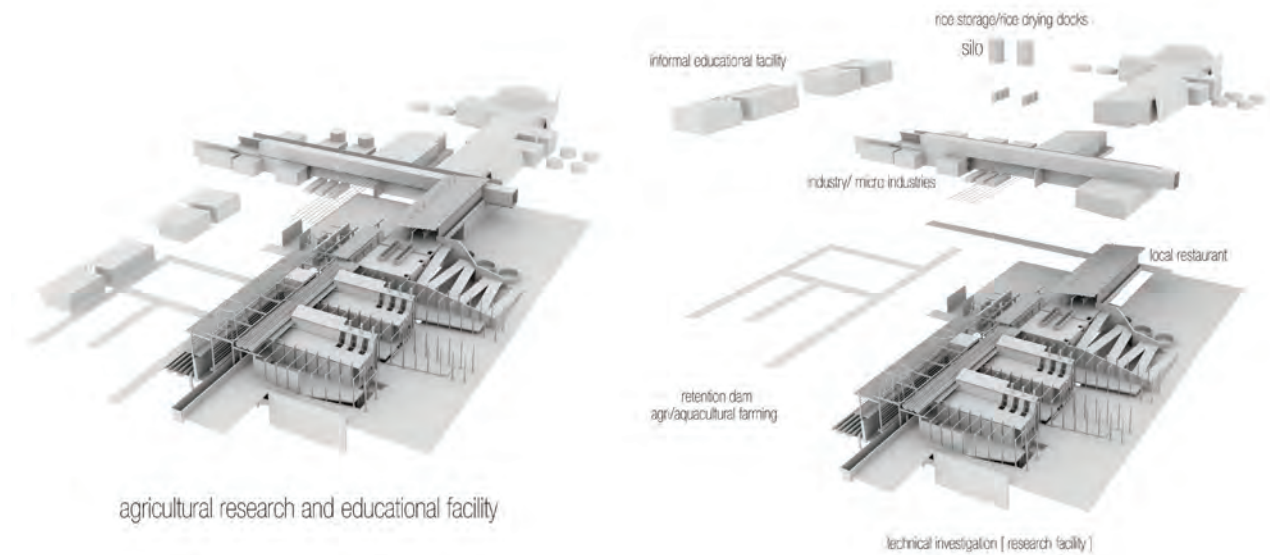 rice storage/rice drying docks
silo
informal educational facility
industry/ micro industries
local restaurant
retention dam
agri/aquacultural farming
agricultural research and educational facility
technical investigation [ research facility ]